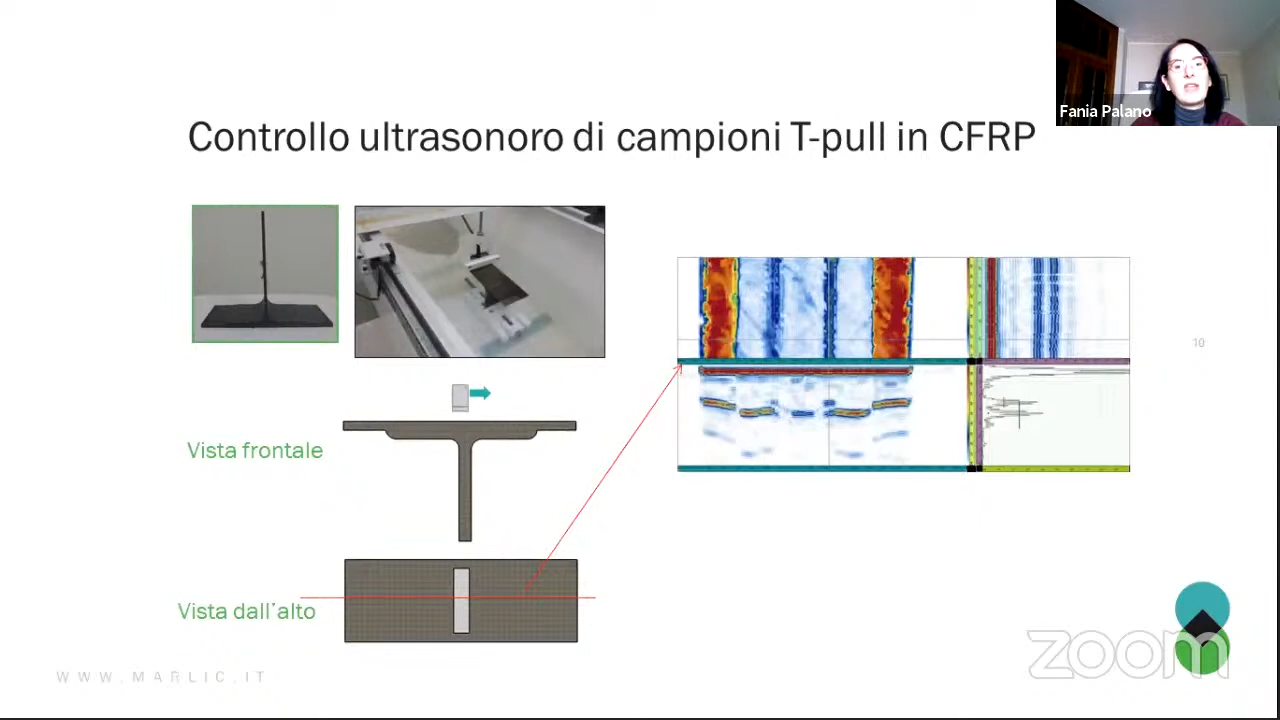 Fania Palano
Controllo ultrasonoro di campioni T-pull in CFRP
10
Vista frontale
Vista dall'alto
WWW.MARLIC.IT
zoom